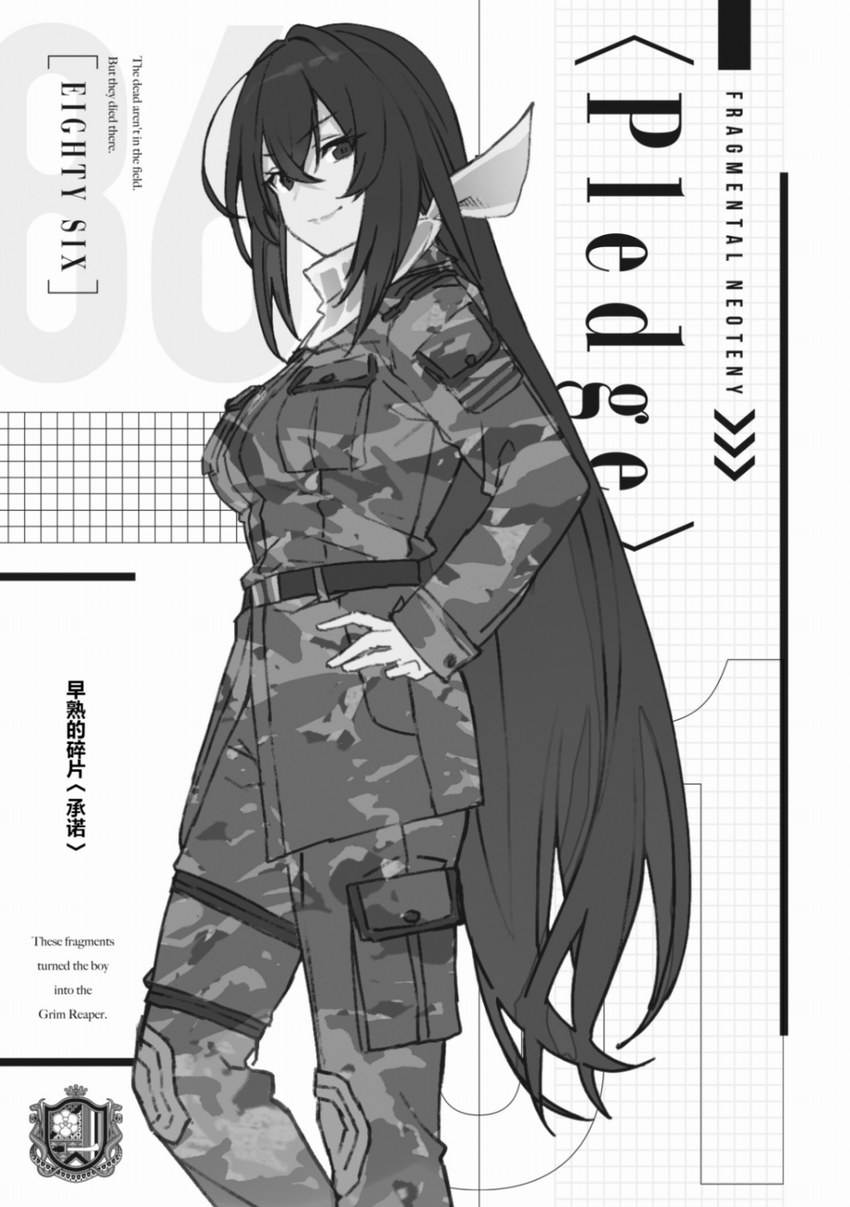 86
[ EIGHTY SIX ]
The dead aren't in the field.
But they died there.
FRAGMENTAL NEOTENY
〈Pledge〉
早熟的碎片〈承诺〉
These fragments
turned the boy
into the
Grim Reaper.